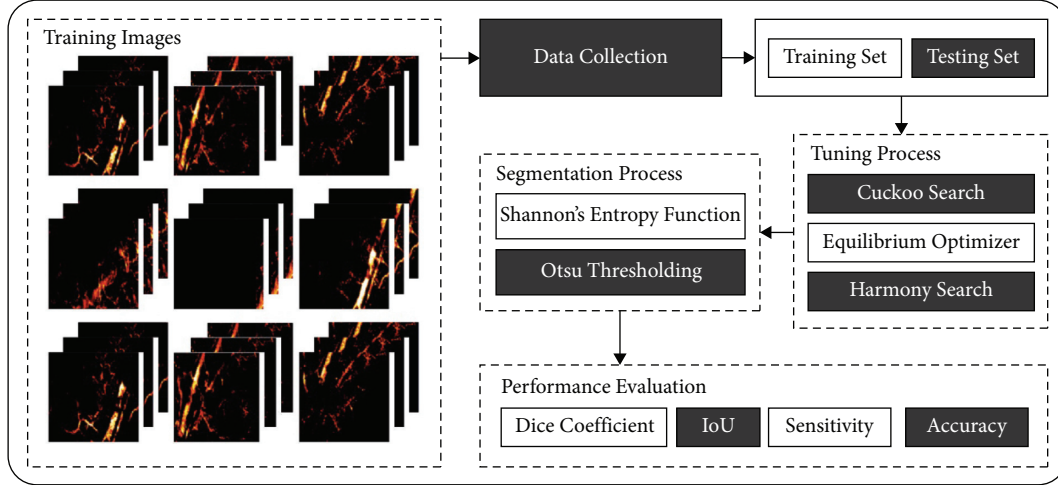 Training Images
Data Collection
Training Set
Testing Set
Tuning Process
Cuckoo Search
Equilibrium Optimizer
Harmony Search
Segmentation Process
Shannon's Entropy Function
Otsu Thresholding
Performance Evaluation
Dice Coefficient
IoU
Sensitivity
Accuracy